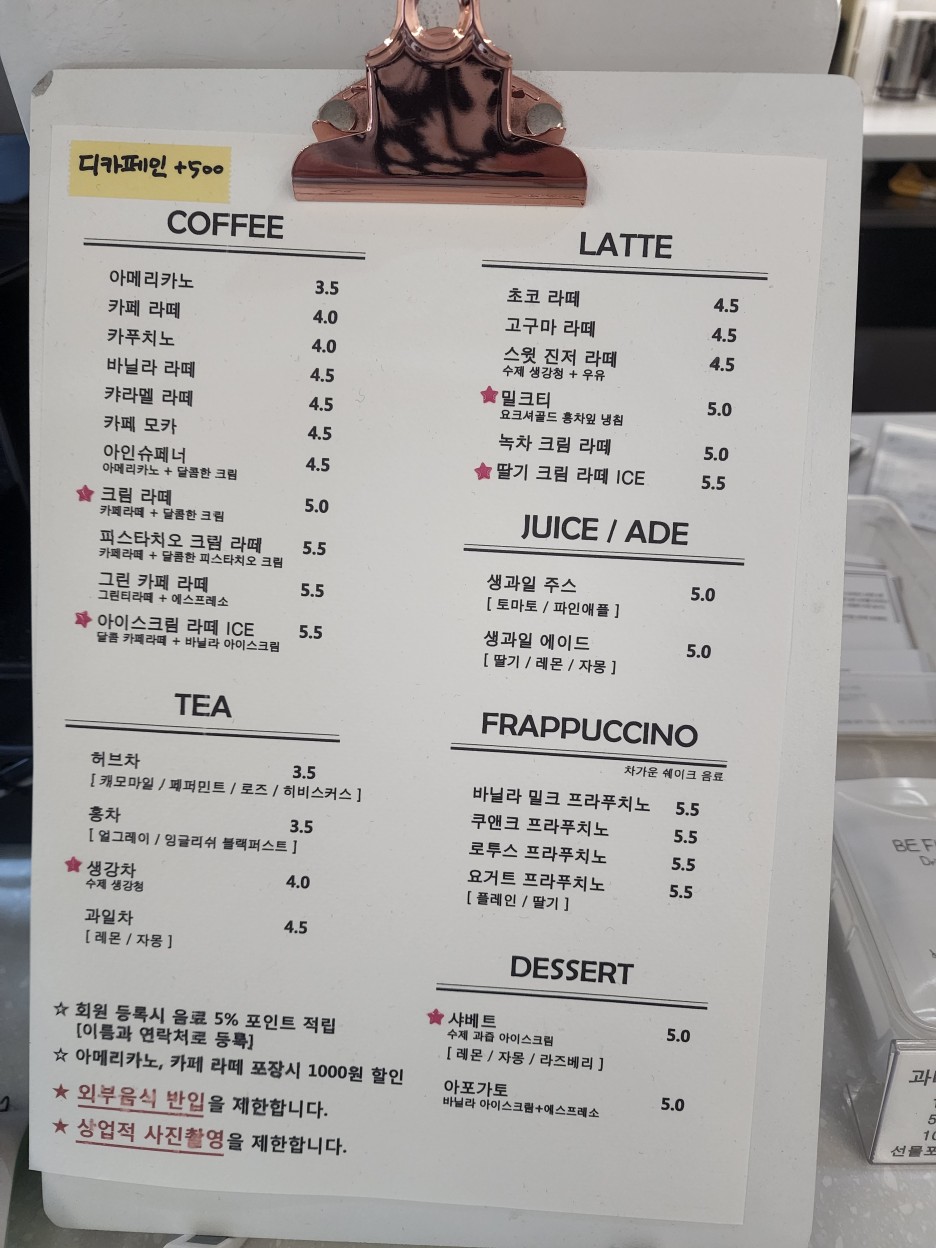 디카페인 +500
COFFEE
아메리카노 3.5
카페 라떼 4.0
카푸치노 4.0
바닐라 라떼 4.5
캬라멜 라떼 4.5
카페 모카 4.5
아인슈페너 4.5
아메리카노 + 달콤한 크림
★ 크림 라떼 5.0
카페라떼 + 달콤한 크림
피스타치오 크림 라떼 5.5
카페라떼 + 달콤한 피스타치오 크림
그린 카페 라떼 5.5
그린티라떼 + 에스프레소
★ 아이스크림 라떼 ICE 5.5
달콤 카페라떼 + 바닐라 아이스크림
TEA
허브차 3.5
[ 캐모마일 / 페퍼민트 / 로즈 / 히비스커스 ]
홍차 3.5
[ 얼그레이 / 잉글리쉬 블랙퍼스트 ]
★ 생강차 4.0
수제 생강청
과일차 4.5
[ 레몬 / 자몽 ]
☆ 회원 등록시 음료 5% 포인트 적립
[이름과 연락처로 등록]
☆ 아메리카노, 카페 라떼 포장시 1000원 할인
★ 외부음식 반입을 제한합니다.
★ 상업적 사진촬영을 제한합니다.
LATTE
초코 라떼 4.5
고구마 라떼 4.5
스윗 진저 라떼 4.5
수제 생강청 + 우유
★ 밀크티 5.0
요크셔골드 홍차잎 냉침
녹차 크림 라떼 5.0
★ 딸기 크림 라떼 ICE 5.5
JUICE / ADE
생과일 주스 5.0
[ 토마토 / 파인애플 ]
생과일 에이드 5.0
[ 딸기 / 레몬 / 자몽 ]
FRAPPUCCINO
차가운 쉐이크 음료
바닐라 밀크 프라푸치노 5.5
쿠앤크 프라푸치노 5.5
로투스 프라푸치노 5.5
요거트 프라푸치노 5.5
[ 플레인 / 딸기 ]
DESSERT
★ 샤베트 5.0
수제 과즙 아이스크림
[ 레몬 / 자몽 / 라즈베리 ]
아포가토 5.0
바닐라 아이스크림+에스프레소
BE F
선물포